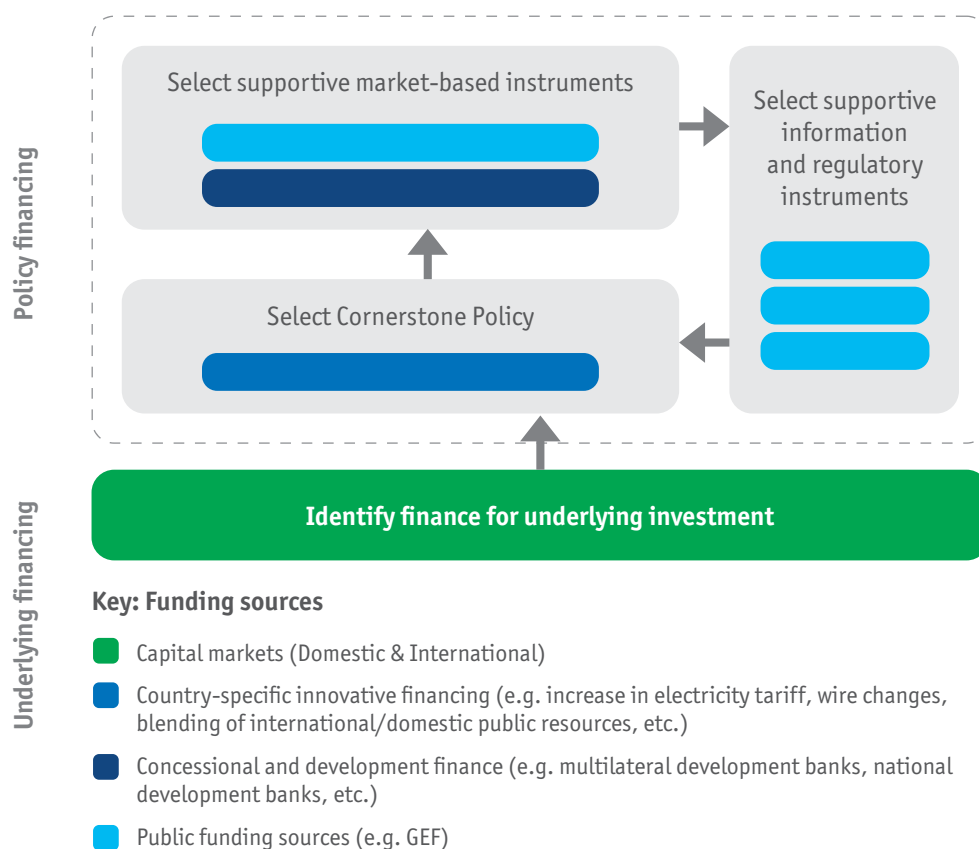 Policy financing
Select supportive market-based instruments
Select supportive
information
and regulatory
instruments
Select Cornerstone Policy
Underlying financing
Identify finance for underlying investment
Key: Funding sources
Capital markets (Domestic & International)
Country-specific innovative financing (e.g. increase in electricity tariff, wire changes,
blending of international/domestic public resources, etc.)
Concessional and development finance (e.g. multilateral development banks, national
development banks, etc.)
Public funding sources (e.g. GEF)